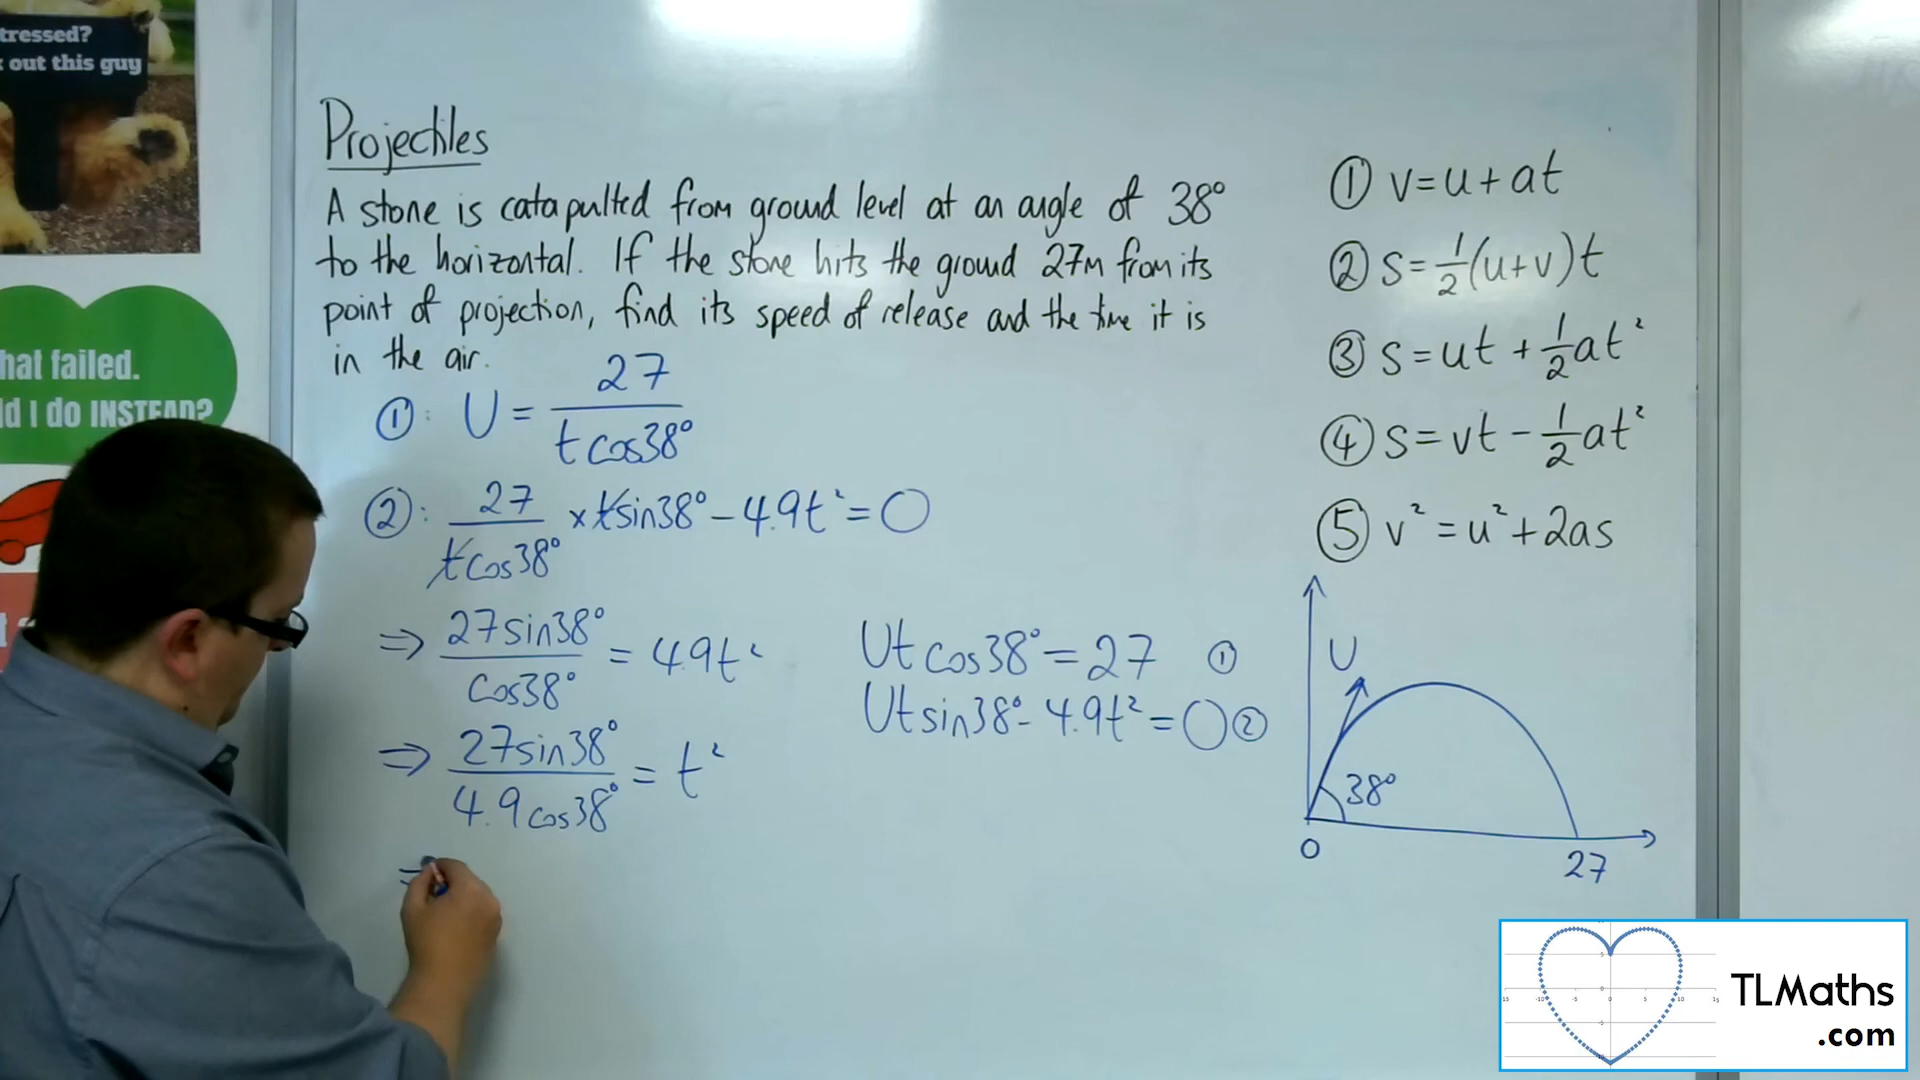 tressed?
out this guy
hat failed.
d I do INSTEAD?
Projectiles
A stone is catapulted from ground level at an angle of 38°
to the horizontal. If the stone hits the ground 27m from its
point of projection, find its speed of release and the time it is
in the air.
①: U = 27 / tcos38°
②: 27 / tcos38° × tsin38° - 4.9t² = 0
⇒ 27sin38° / cos38° = 4.9t²
⇒ 27sin38° / 4.9cos38° = t²
Utcos38° = 27 ①
Utsin38° - 4.9t² = 0 ②
① v=u+at
② s=½(u+v)t
③ s=ut+½at²
④ s=vt-½at²
⑤ v²=u²+2as
U
38°
0
27
TLMaths
.com